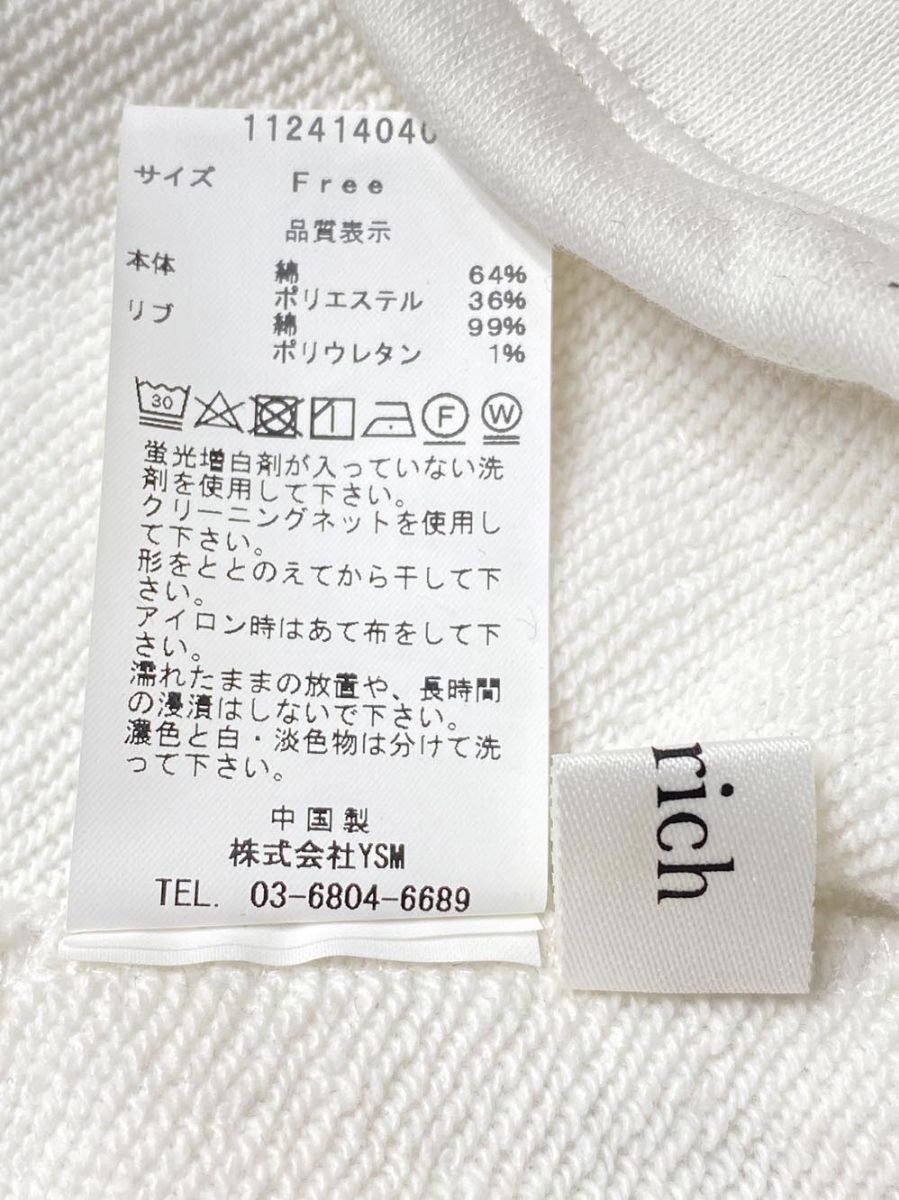 112414040
サイズ Free
品質表示
本体 綿 64%
ポリエステル 36%
リブ 綿 99%
ポリウレタン 1%
30 F W
蛍光増白剤が入っていない洗
剤を使用して下さい。
クリーニングネットを使用し
て下さい。
形をととのえてから干して下
さい。
アイロン時はあて布をして下
さい。
濡れたままの放置や、長時間
の浸漬はしないで下さい。
濃色と白・淡色物は分けて洗
って下さい。
中国製
株式会社YSM
TEL. 03-6804-6689
rich